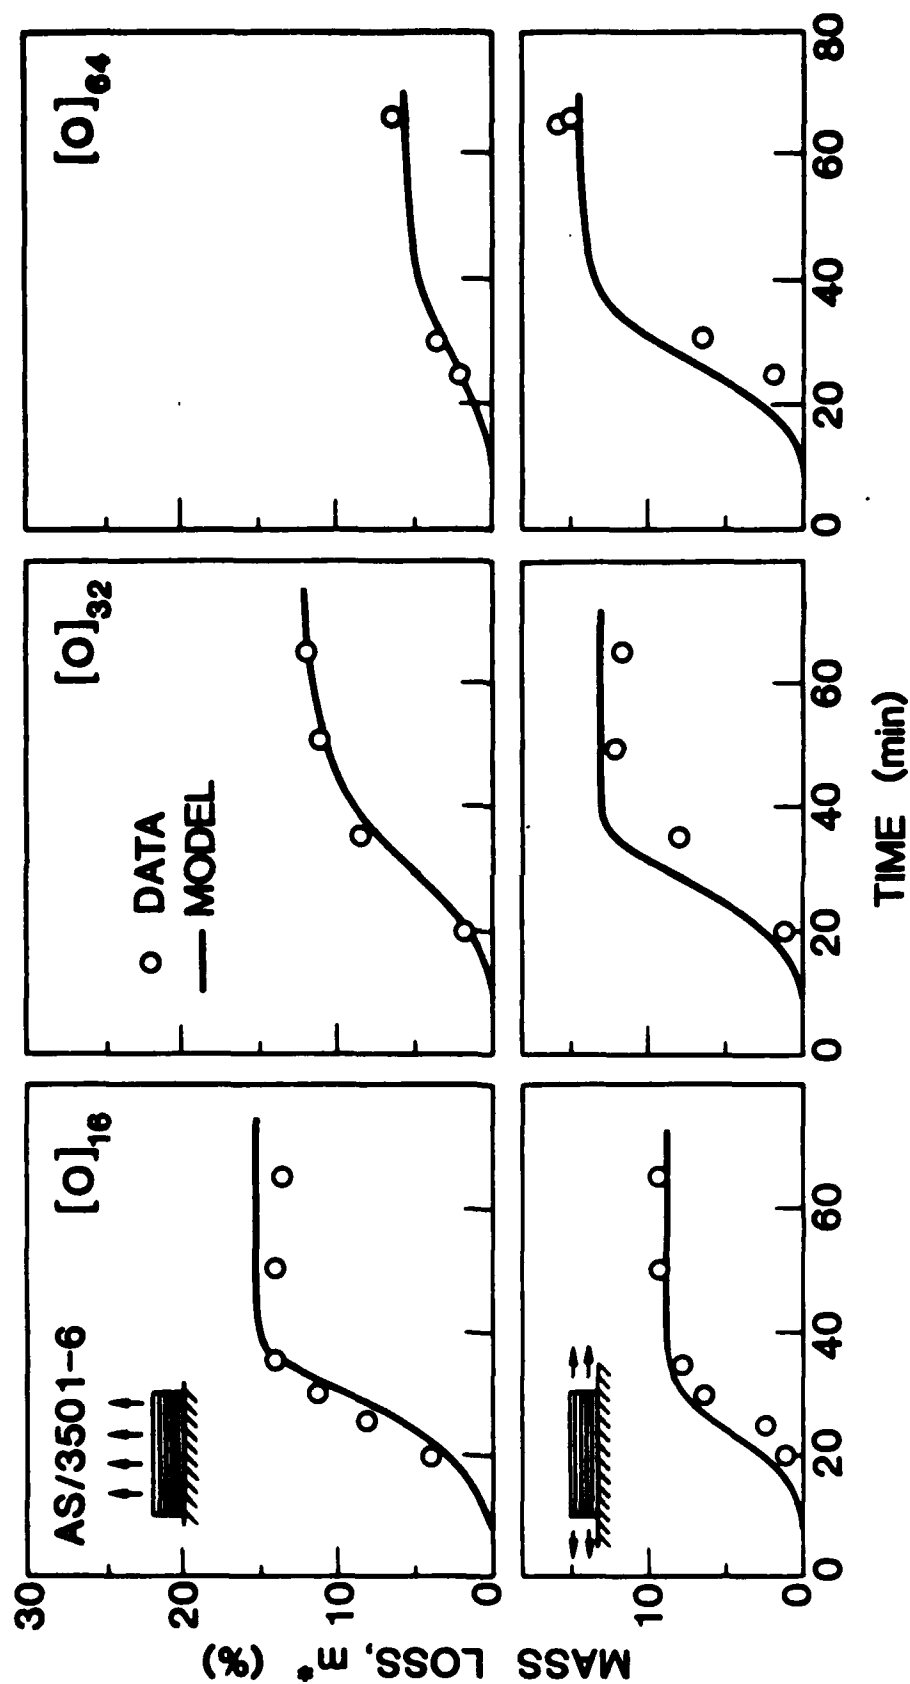 AS/3501-6
[O]₁₆
[O]₃₂
[O]₆₄
O DATA
— MODEL
30
20
10
0
10
0
MASS LOSS, m* (%)
0 20 40 60
0 20 40 60
0 20 40 60 80
TIME (min)